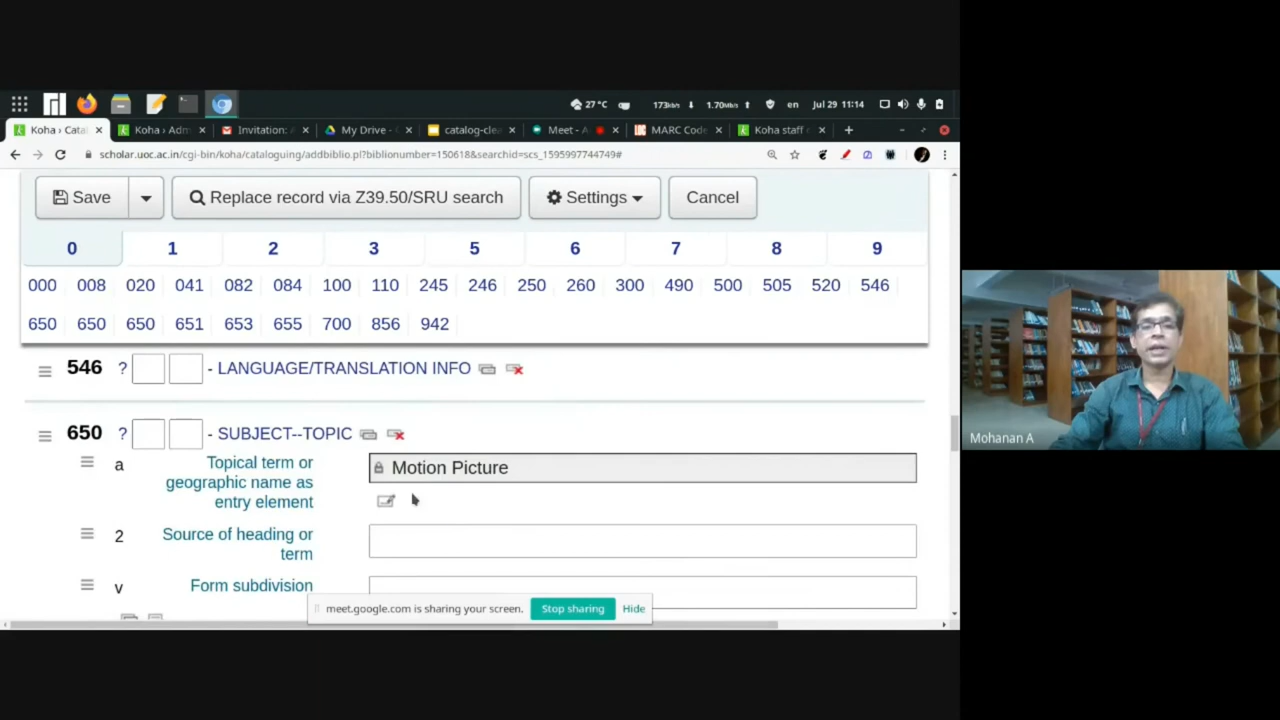 27 °C 173kb/s 1.70Mb/s en Jul 29 11:14
Koha › Cata Koha › Adm Invitation: A My Drive - catalog-clea Meet - A MARC Cod Koha staff
scholar.uoc.ac.in/cgi-bin/koha/cataloguing/addbiblio.pl?biblionumber=150618&searchid=scs_1595997744749#
Save Replace record via Z39.50/SRU search Settings Cancel
0 1 2 3 5 6 7 8 9
000 008 020 041 082 084 100 110 245 246 250 260 300 490 500 505 520 546
650 650 650 651 653 655 700 856 942
546 ? - LANGUAGE/TRANSLATION INFO
650 ? - SUBJECT--TOPIC
a Topical term or
geographic name as
entry element
Motion Picture
2 Source of heading or
term
v Form subdivision
meet.google.com is sharing your screen. Stop sharing Hide
Mohanan A